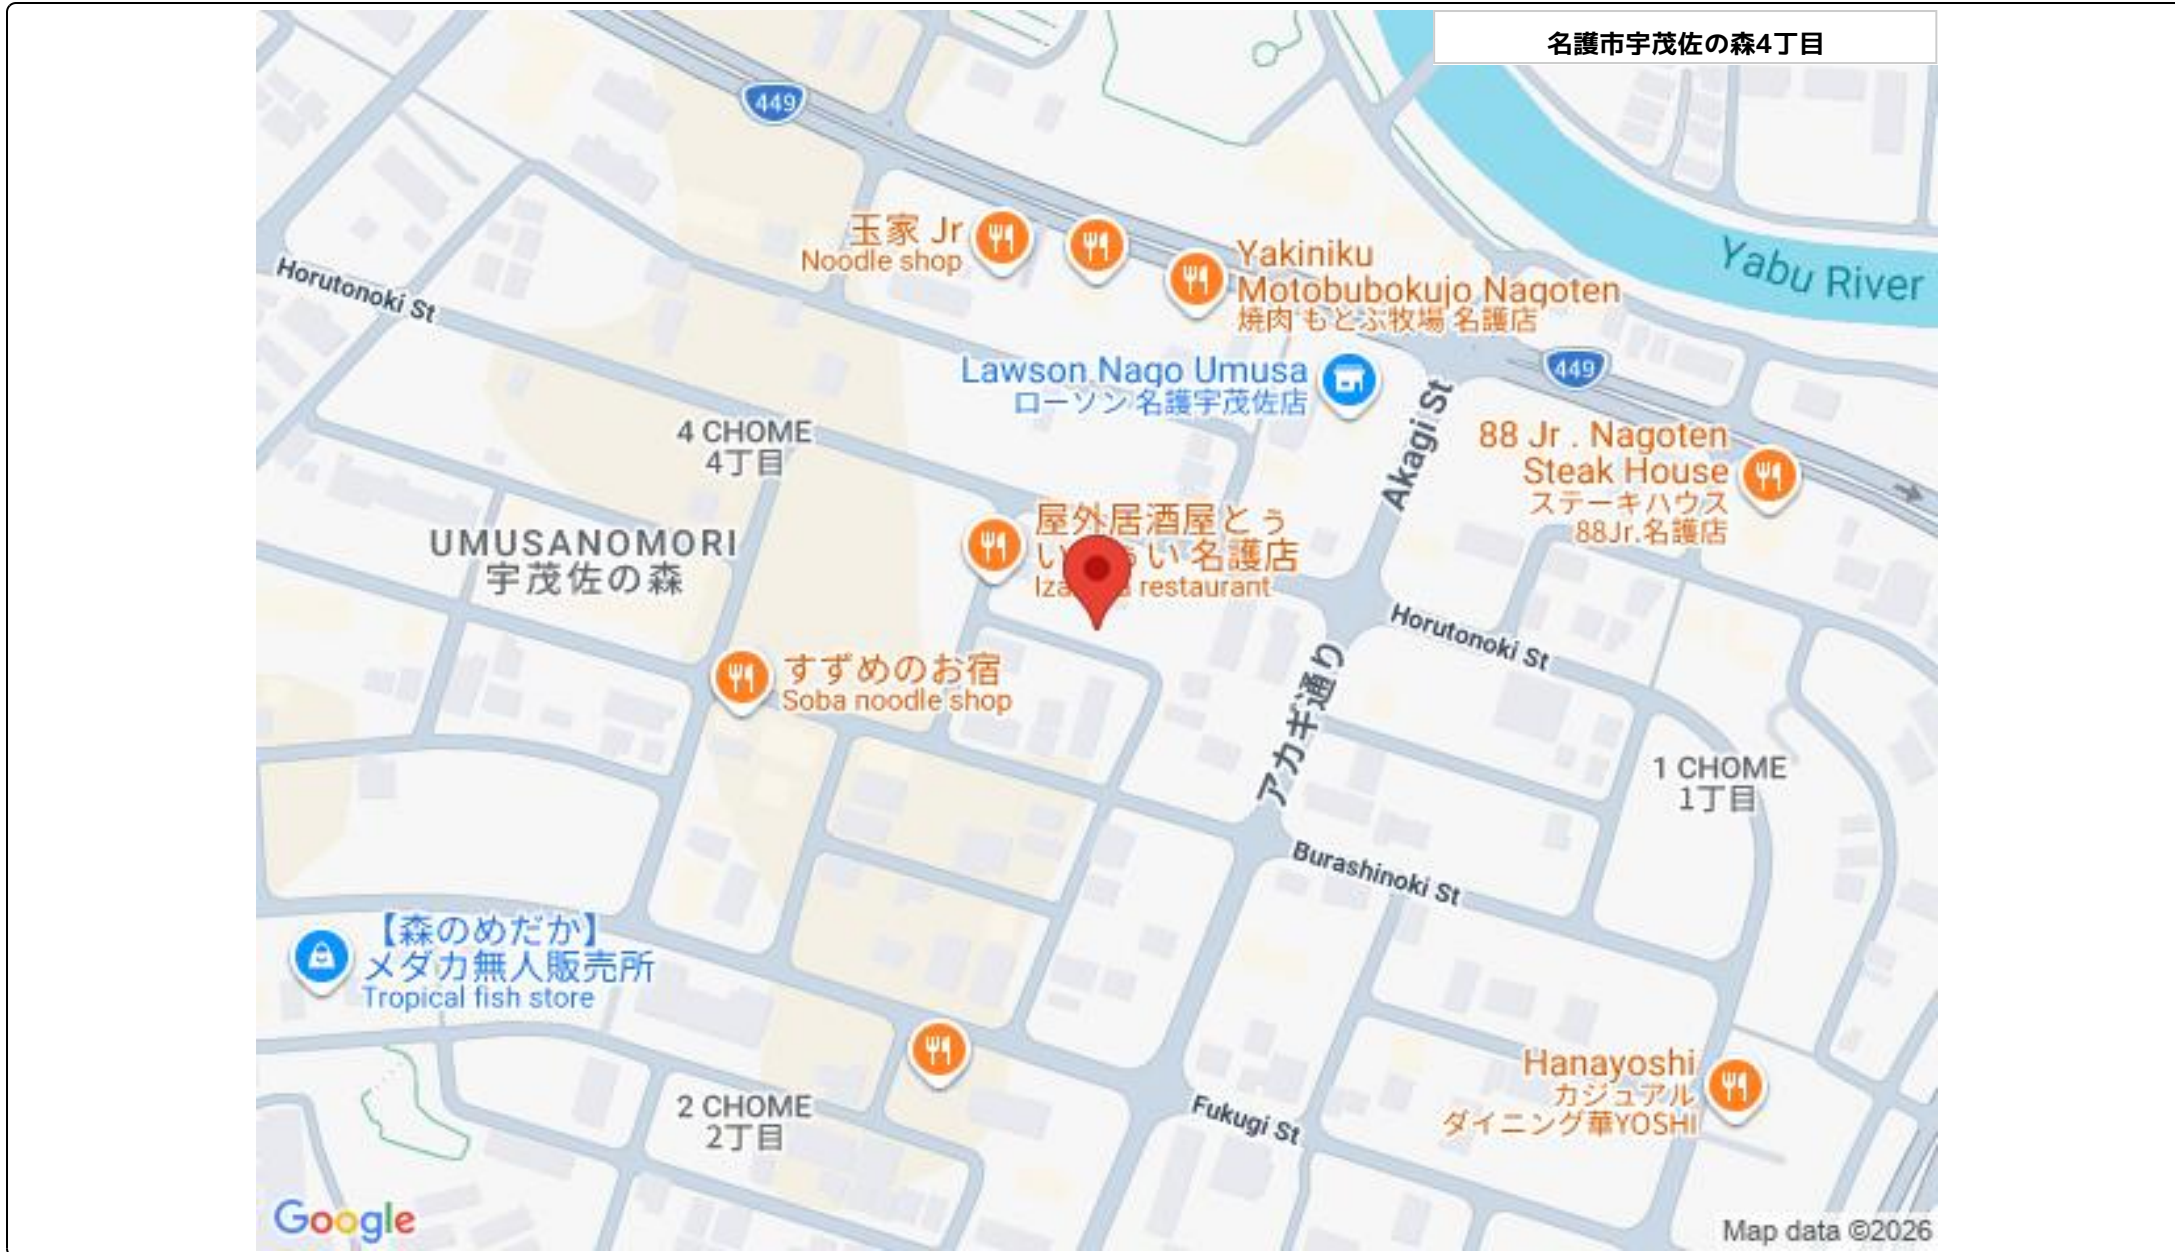 名護市宇茂佐の森4丁目
449
玉家 Jr
Noodle shop
Yakiniku
Motobubokujo Nagoten
焼肉 もとぶ牧場 名護店
Yabu River
Horutonoki St
Lawson Nago Umusa
ローソン 名護宇茂佐店
449
Akagi St
4 CHOME
4丁目
88 Jr . Nagoten
Steak House
ステーキハウス
88Jr.名護店
UMUSANOMORI
宇茂佐の森
屋外居酒屋とぅ
い い 名護店
restaurant
Horutonoki St
すずめのお宿
Soba noodle shop
アカギ通り
1 CHOME
1丁目
Burashinoki St
【森のめだか】
メダカ無人販売所
Tropical fish store
Hanayoshi
カジュアル
ダイニング華YOSHI
2 CHOME
2丁目
Fukugi St
Google
Map data ©2026